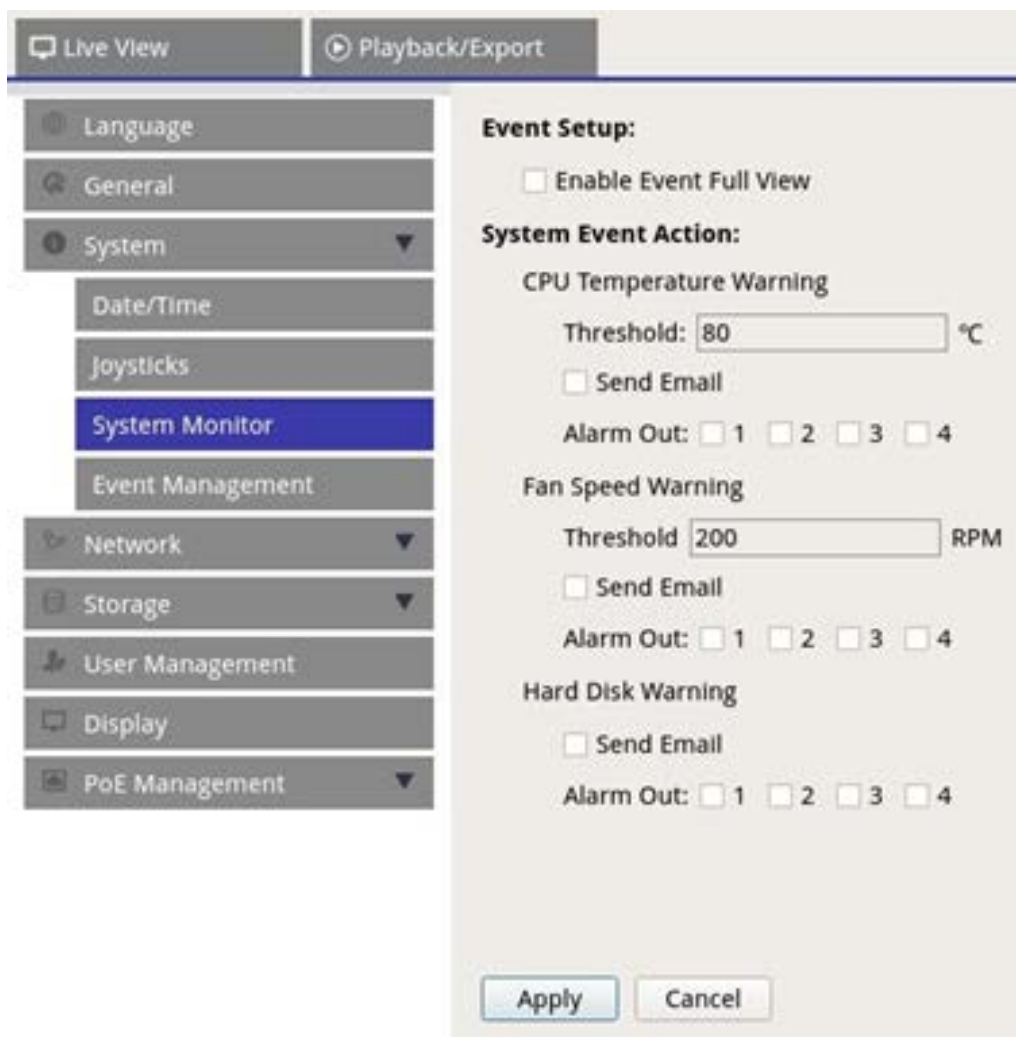 Live View
Playback/Export
Language
General
System
Date/Time
Joysticks
System Monitor
Event Management
Network
Storage
User Management
Display
PoE Management
Event Setup:
Enable Event Full View
System Event Action:
CPU Temperature Warning
Threshold: 80 °C
Send Email
Alarm Out: 1 2 3 4
Fan Speed Warning
Threshold 200 RPM
Send Email
Alarm Out: 1 2 3 4
Hard Disk Warning
Send Email
Alarm Out: 1 2 3 4
Apply Cancel